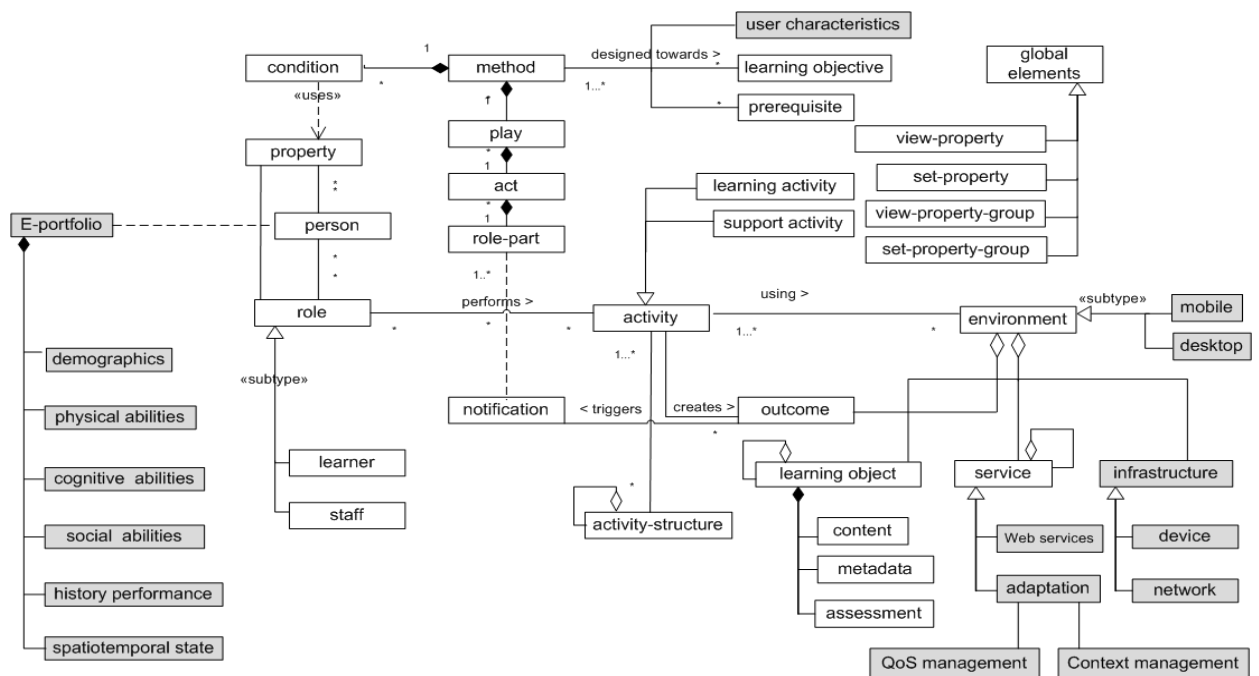 user characteristics
1
designed towards >
condition
method
*
learning objective
global
elements
*
1...*
«uses»
*
prerequisite
1
*
play
view-property
property
*
1
learning activity
set-property
act
*
*
*
E-portfolio
person
1
support activity
view-property-group
role-part
set-property-group
*
*
1..*
*
*
role
performs >
activity
using >
environment
«subtype»
mobile
*
*
*
1...*
*
desktop
1...*
demographics
«subtype»
notification
< triggers
creates >
outcome
physical abilities
*
learner
learning object
service
infrastructure
cognitive abilities
*
staff
activity-structure
content
Web services
device
social abilities
metadata
history performance
adaptation
network
assessment
spatiotemporal state
QoS management
Context management